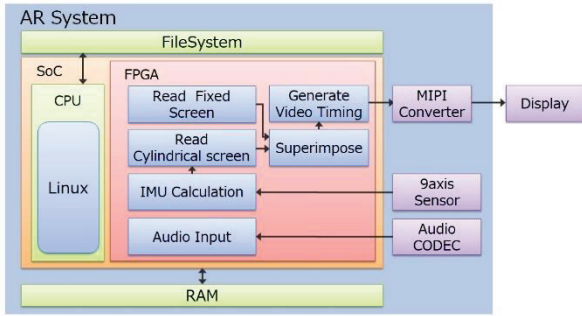 AR System
FileSystem
SoC
CPU
Linux
FPGA
Read Fixed
Screen
Generate
Video Timing
Read
Cylindrical screen
Superimpose
IMU Calculation
Audio Input
MIPI
Converter
Display
9axis
Sensor
Audio
CODEC
RAM